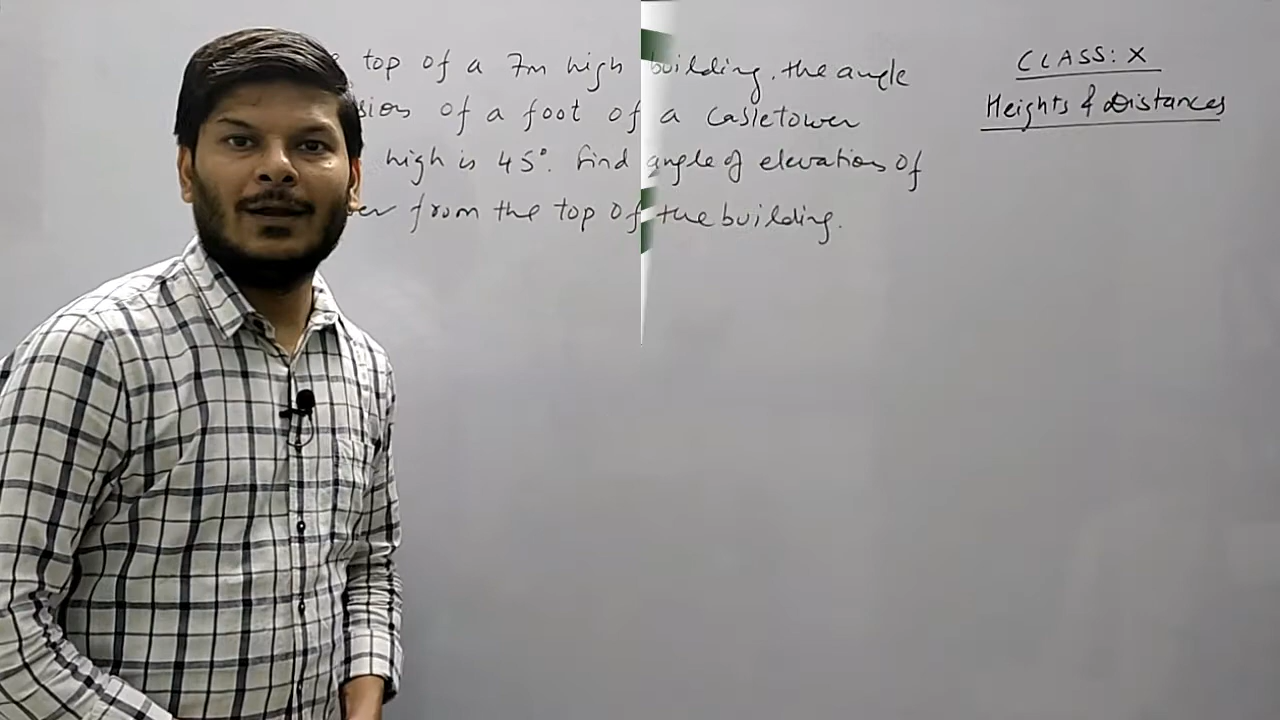 top of a 7m high building, the angle
of a foot of a cabletower
high is 45°. find angle of elevation of
from the top of the building.
CLASS: X
Heights & Distances